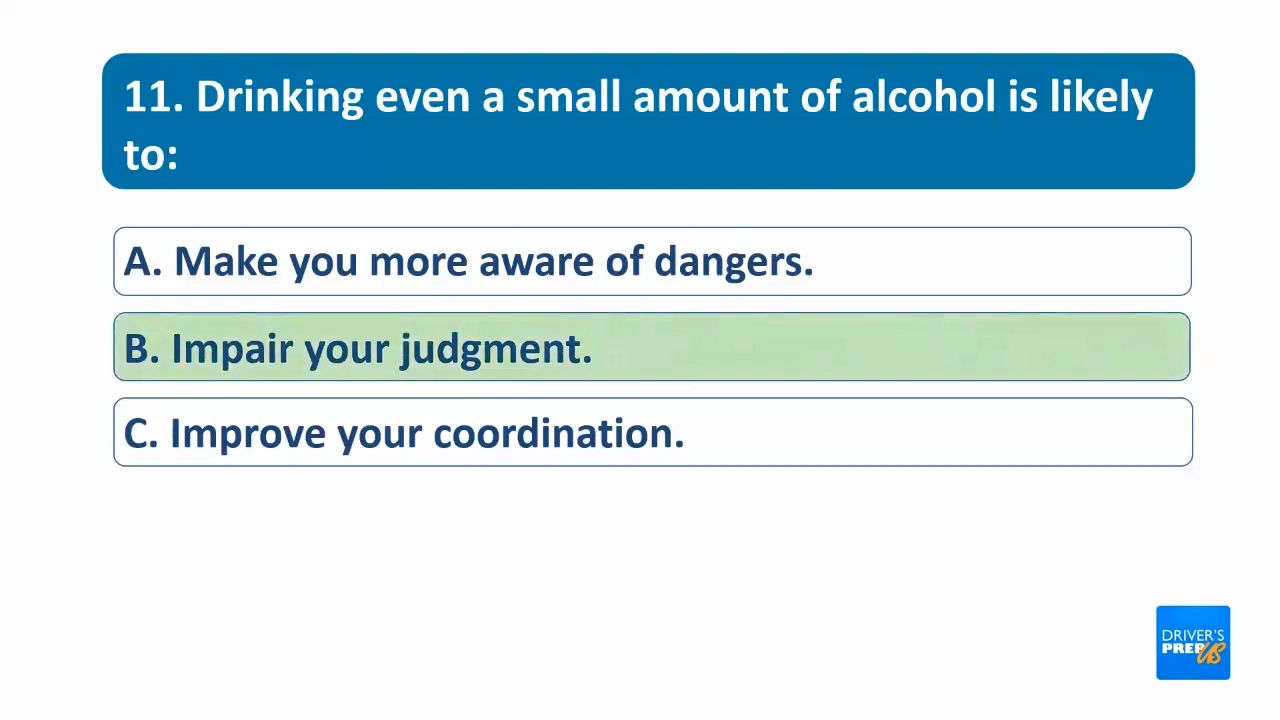 11. Drinking even a small amount of alcohol is likely
to:
A. Make you more aware of dangers.
B. Impair your judgment.
C. Improve your coordination.
DRIVER'S
PREP US